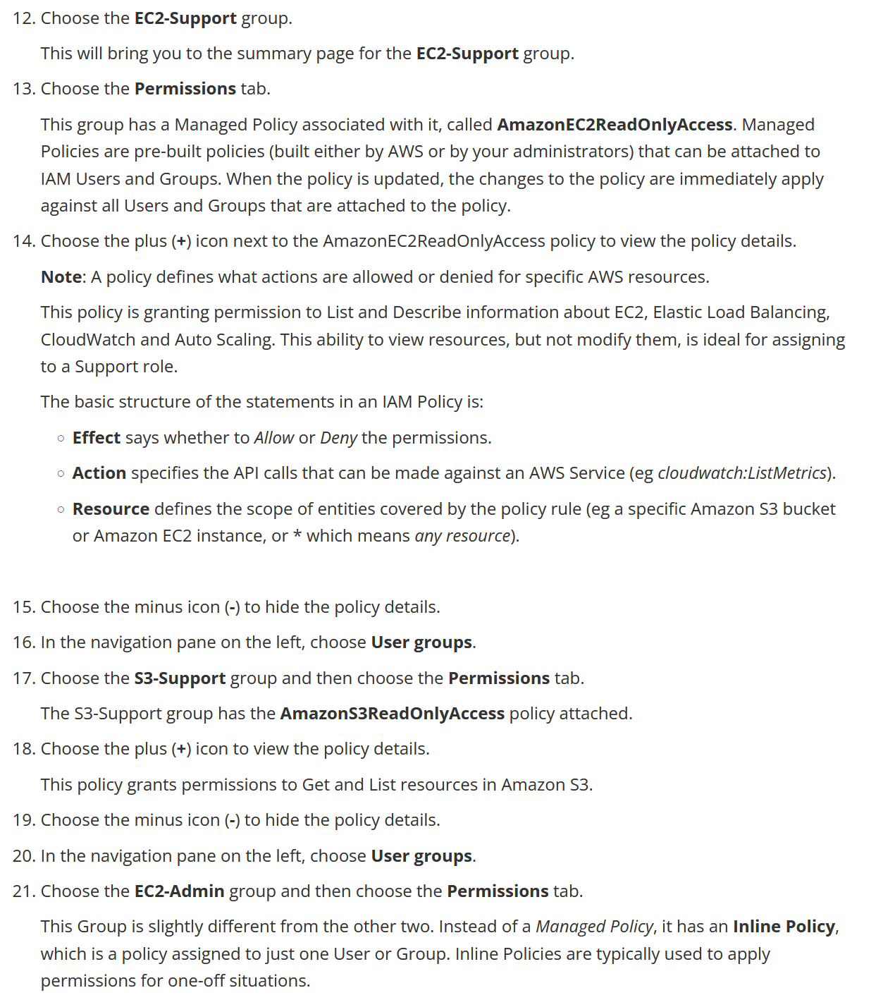 12. Choose the EC2-Support group.
This will bring you to the summary page for the EC2-Support group.
13. Choose the Permissions tab.
This group has a Managed Policy associated with it, called AmazonEC2ReadOnlyAccess. Managed
Policies are pre-built policies (built either by AWS or by your administrators) that can be attached to
IAM Users and Groups. When the policy is updated, the changes to the policy are immediately apply
against all Users and Groups that are attached to the policy.
14. Choose the plus (+) icon next to the AmazonEC2ReadOnlyAccess policy to view the policy details.
Note: A policy defines what actions are allowed or denied for specific AWS resources.
This policy is granting permission to List and Describe information about EC2, Elastic Load Balancing,
CloudWatch and Auto Scaling. This ability to view resources, but not modify them, is ideal for assigning
to a Support role.
The basic structure of the statements in an IAM Policy is:
○ Effect says whether to Allow or Deny the permissions.
○ Action specifies the API calls that can be made against an AWS Service (eg cloudwatch:ListMetrics).
○ Resource defines the scope of entities covered by the policy rule (eg a specific Amazon S3 bucket
or Amazon EC2 instance, or * which means any resource).
15. Choose the minus icon (-) to hide the policy details.
16. In the navigation pane on the left, choose User groups.
17. Choose the S3-Support group and then choose the Permissions tab.
The S3-Support group has the AmazonS3ReadOnlyAccess policy attached.
18. Choose the plus (+) icon to view the policy details.
This policy grants permissions to Get and List resources in Amazon S3.
19. Choose the minus icon (-) to hide the policy details.
20. In the navigation pane on the left, choose User groups.
21. Choose the EC2-Admin group and then choose the Permissions tab.
This Group is slightly different from the other two. Instead of a Managed Policy, it has an Inline Policy,
which is a policy assigned to just one User or Group. Inline Policies are typically used to apply
permissions for one-off situations.